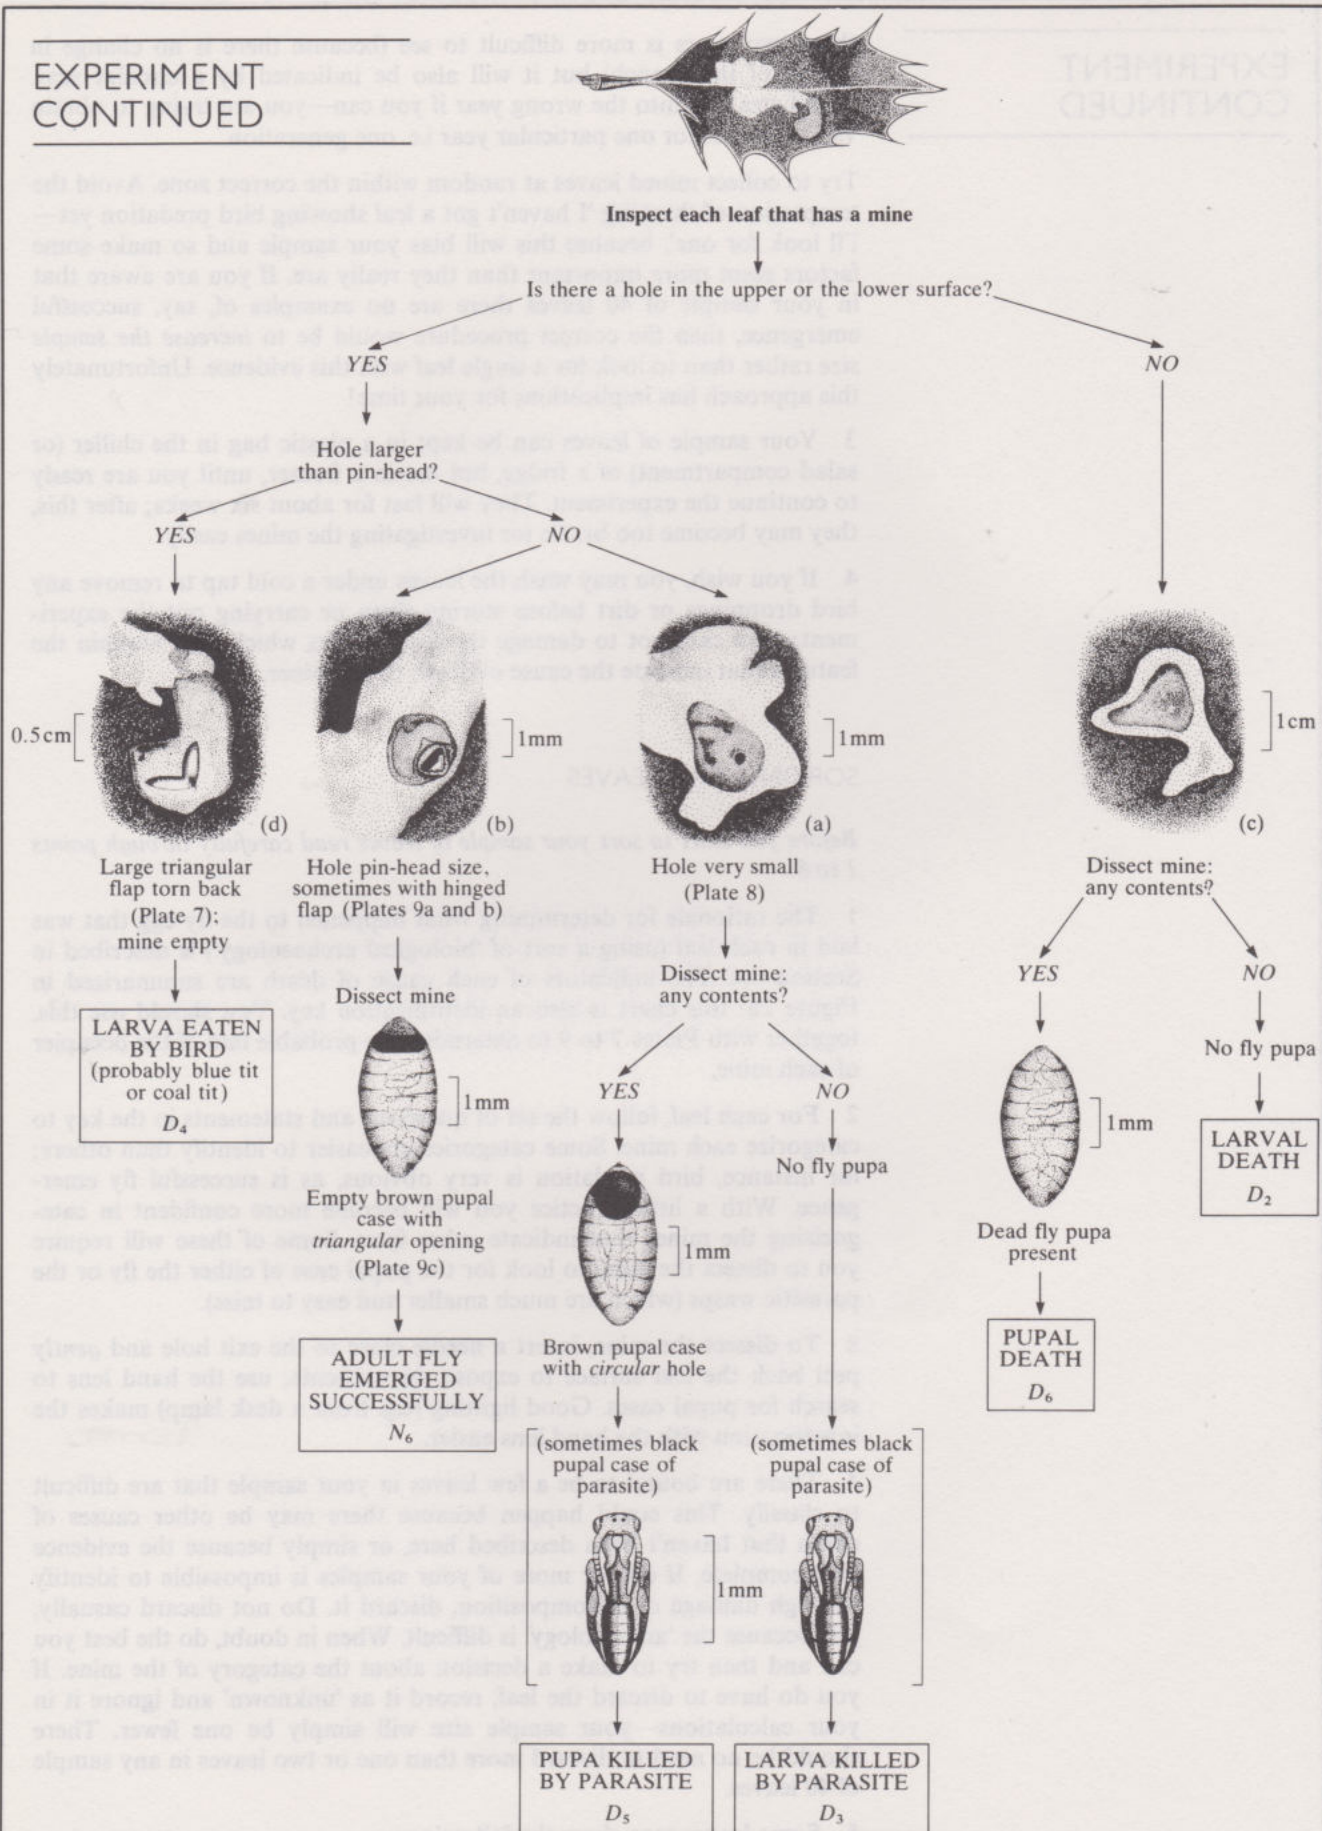 EXPERIMENT
CONTINUED
Inspect each leaf that has a mine
Is there a hole in the upper or the lower surface?
YES
NO
Hole larger
than pin-head?
YES
NO
0.5cm
1mm
1mm
1cm
(d)
(b)
(a)
(c)
Large triangular
flap torn back
(Plate 7);
mine empty
Hole pin-head size,
sometimes with hinged
flap (Plates 9a and b)
Hole very small
(Plate 8)
Dissect mine:
any contents?
LARVA EATEN
BY BIRD
(probably blue tit
or coal tit)
D₄
Dissect mine
1mm
Empty brown pupal
case with
triangular opening
(Plate 9c)
ADULT FLY
EMERGED
SUCCESSFULLY
N₆
Dissect mine:
any contents?
YES
NO
1mm
Brown pupal case
with circular hole
No fly pupa
(sometimes black
pupal case of
parasite)
(sometimes black
pupal case of
parasite)
1mm
PUPA KILLED
BY PARASITE
D₅
LARVA KILLED
BY PARASITE
D₃
YES
NO
1mm
Dead fly pupa
present
PUPAL
DEATH
D₆
No fly pupa
LARVAL
DEATH
D₂